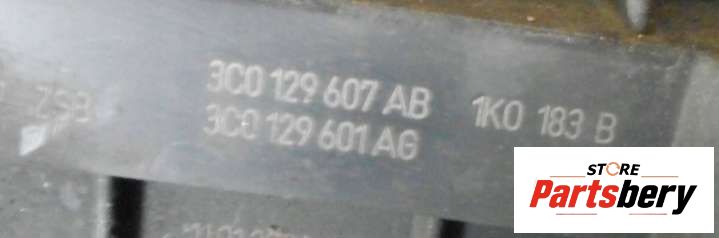 ZSB
3C0 129 607 AB 1K0 183 B
3C0 129 601 AG
STORE
Partsbery